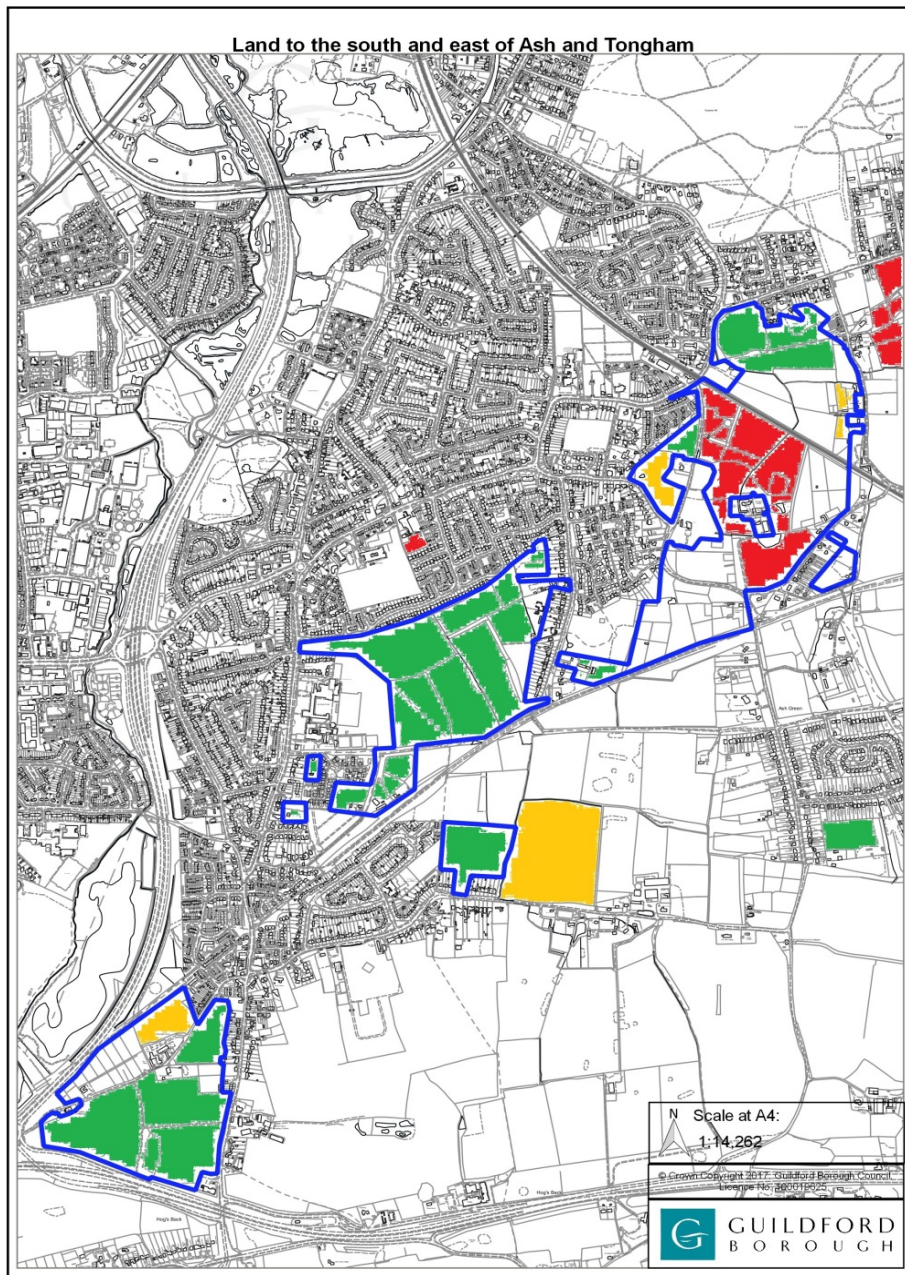 Land to the south and east of Ash and Tongham
Ash Green
N
Scale at A4:
1:14,262
© Crown Copyright 2017. Guildford Borough Council.
Licence No. 100019625.
Hog's Back
Hog's Back
GUILDFORD
BOROUGH